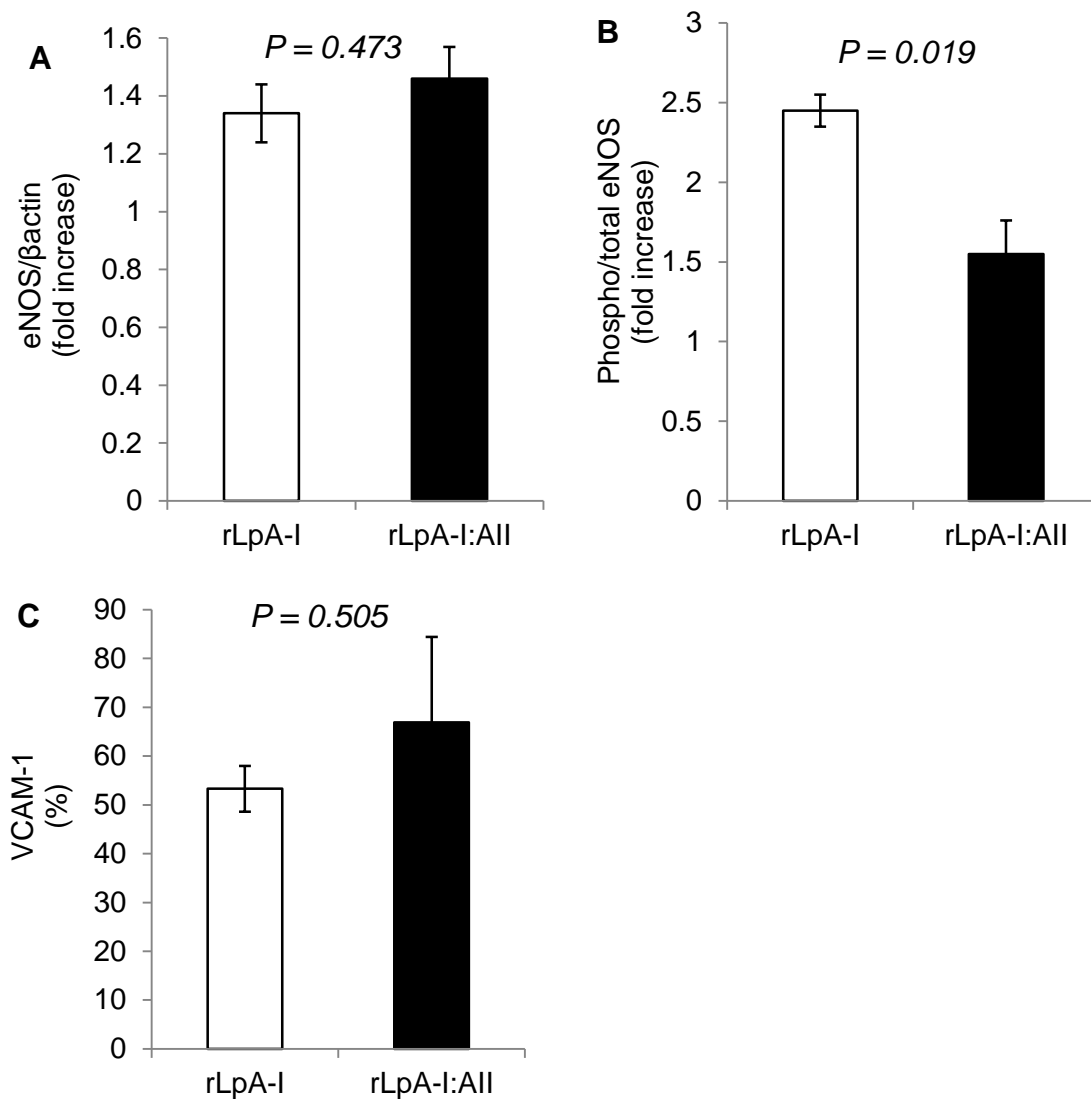 A
P = 0.473
eNOS/βactin
(fold increase)
1.6
1.4
1.2
1
0.8
0.6
0.4
0.2
0
rLpA-I
rLpA-I:AII
B
P = 0.019
Phospho/total eNOS
(fold increase)
3
2.5
2
1.5
1
0.5
0
rLpA-I
rLpA-I:AII
C
P = 0.505
VCAM-1
(%)
90
80
70
60
50
40
30
20
10
0
rLpA-I
rLpA-I:AII